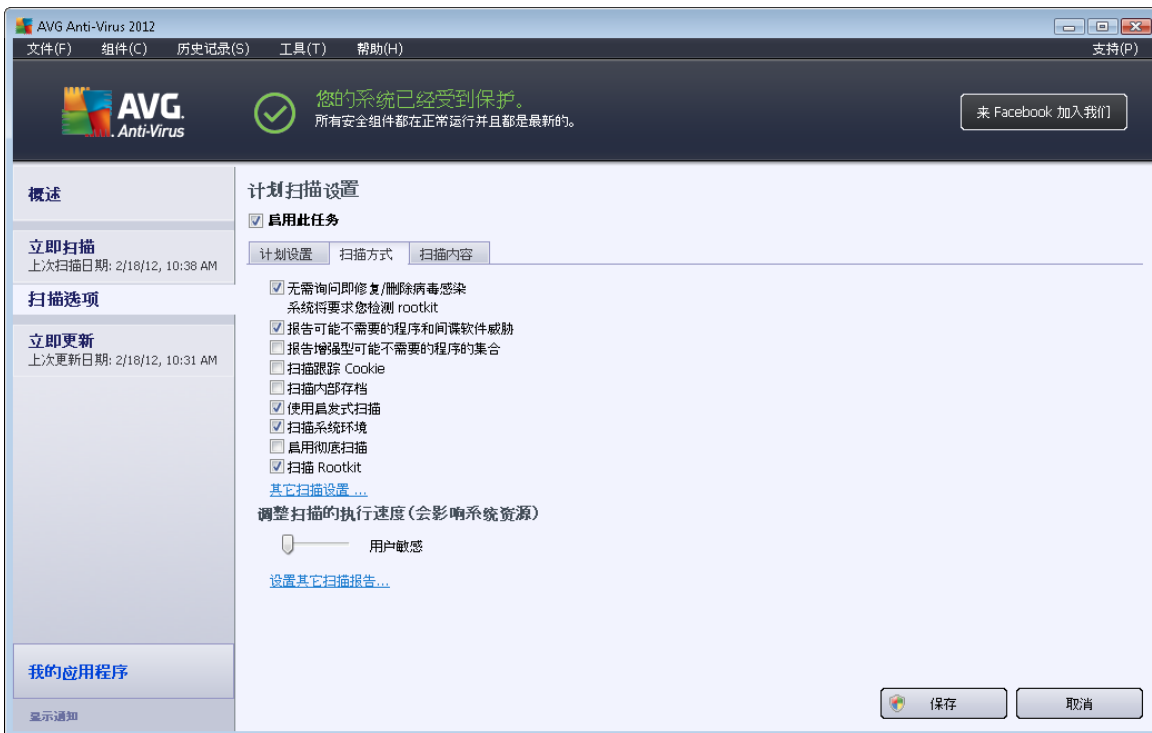 AVG Anti-Virus 2012
文件(F) 组件(C) 历史记录(S) 工具(T) 帮助(H) 支持(P)
AVG.
Anti-Virus
您的系统已经受到保护。
所有安全组件都在正常运行并且都是最新的。
来 Facebook 加入我们
概述
立即扫描
上次扫描日期: 2/18/12, 10:38 AM
扫描选项
立即更新
上次更新日期: 2/18/12, 10:31 AM
我的应用程序
显示通知
计划扫描设置
启用此任务
计划设置 扫描方式 扫描内容
无需询问即修复/删除病毒感染
系统将要求您检测 rootkit
报告可能不需要的程序和间谍软件威胁
报告增强型可能不需要的程序的集合
扫描跟踪 Cookie
扫描内部存档
使用启发式扫描
扫描系统环境
启用彻底扫描
扫描 Rootkit
其它扫描设置 ...
调整扫描的执行速度(会影响系统资源)
用户敏感
设置其它扫描报告...
保存 取消